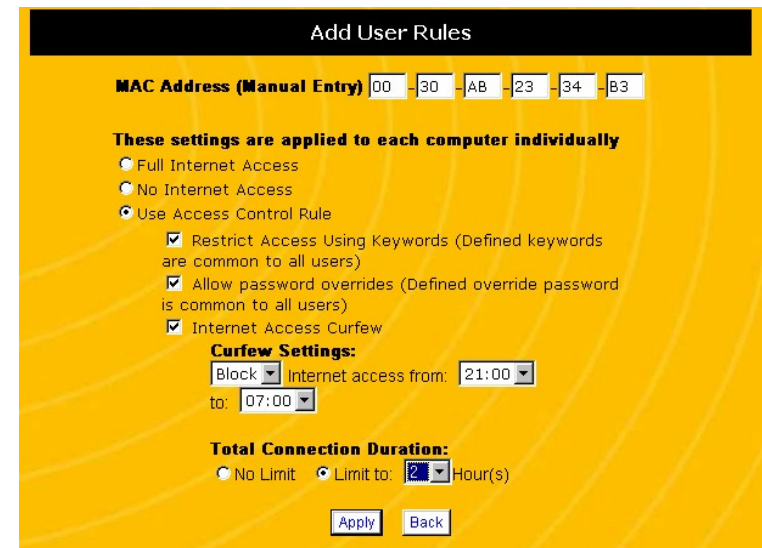 Add User Rules
MAC Address (Manual Entry) 00 - 30 - AB - 23 - 34 - B3
These settings are applied to each computer individually
Full Internet Access
No Internet Access
Use Access Control Rule
Restrict Access Using Keywords (Defined keywords
are common to all users)
Allow password overrides (Defined override password
is common to all users)
Internet Access Curfew
Curfew Settings:
Block Internet access from: 21:00
to: 07:00
Total Connection Duration:
No Limit Limit to: 2 Hour(s)
Apply Back